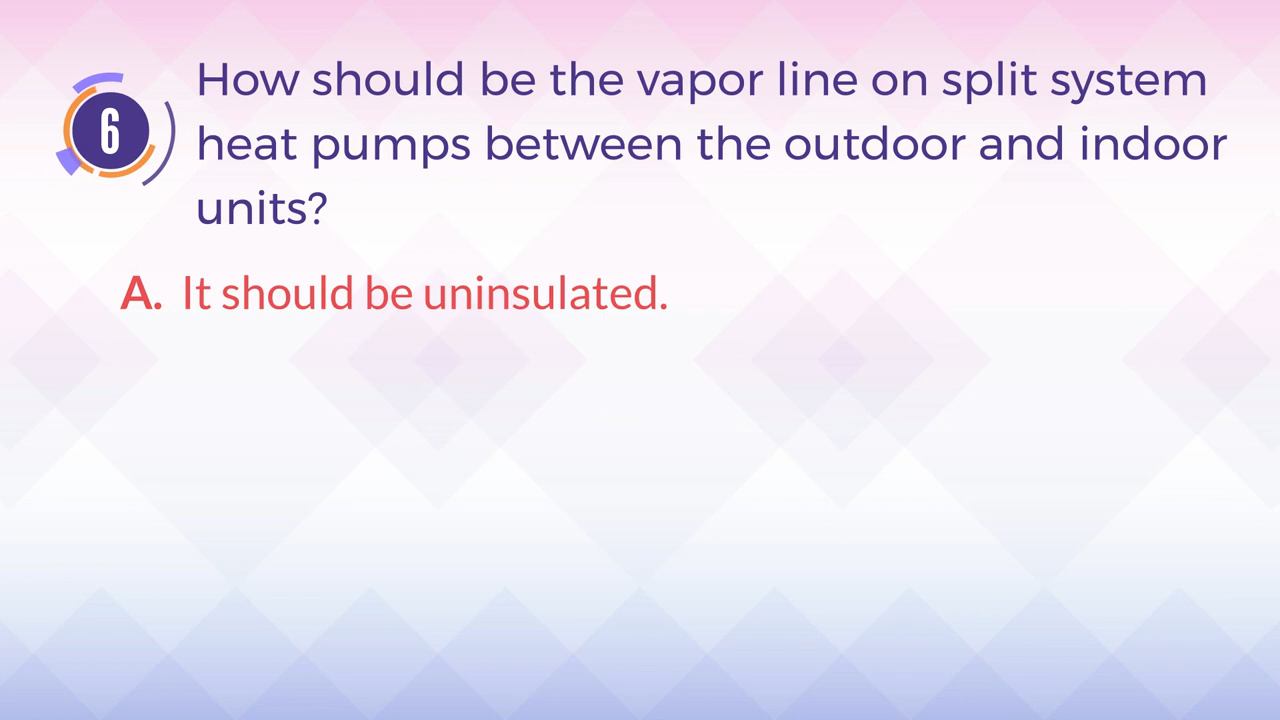 6
How should be the vapor line on split system
heat pumps between the outdoor and indoor
units?
A. It should be uninsulated.